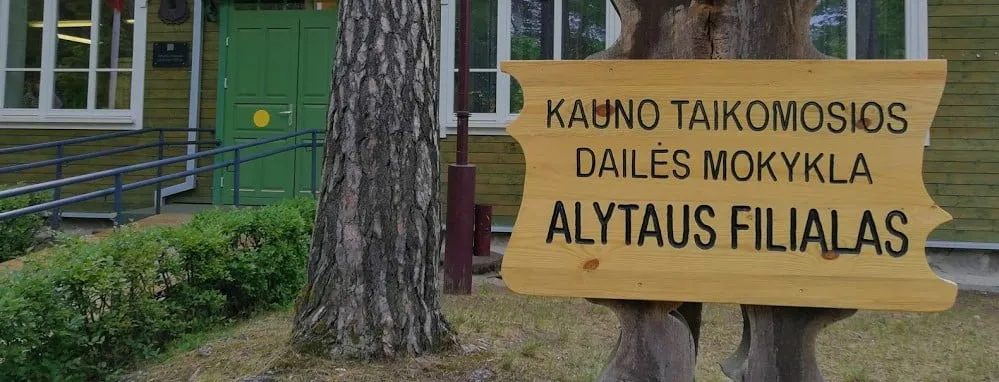 KAUNO TAIKOMOSIOS
DAILĖS MOKYKLA
ALYTAUS FILIALAS